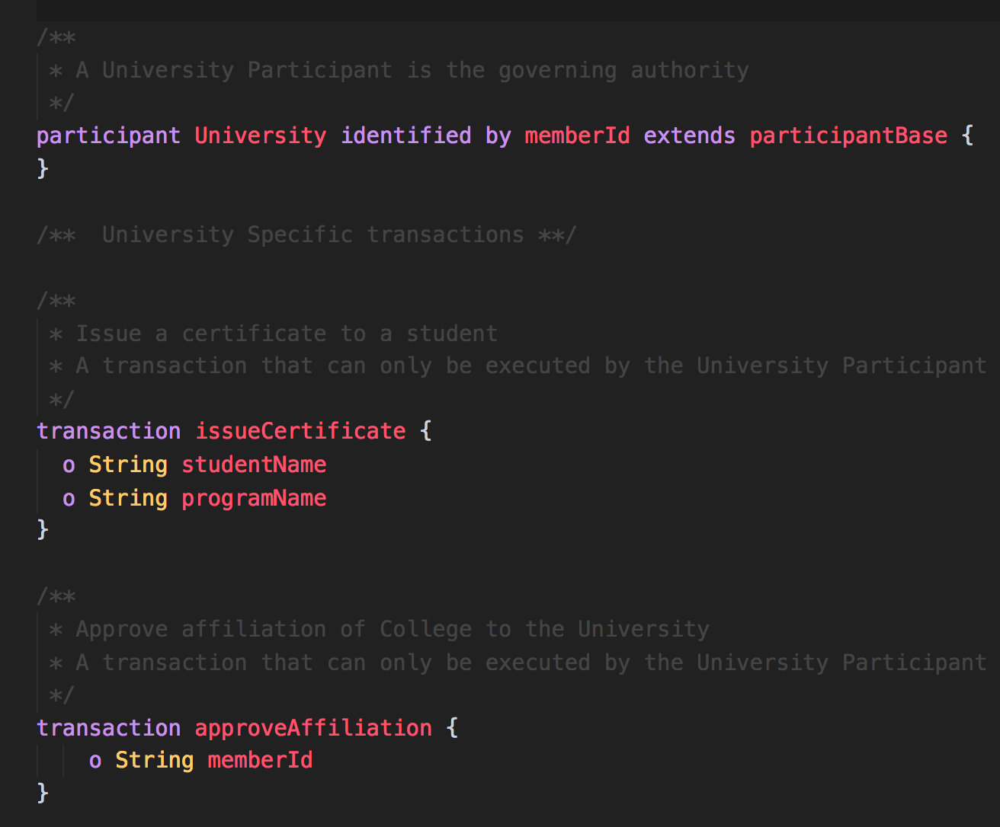 /**
 * A University Participant is the governing authority
 */
participant University identified by memberId extends participantBase {
}
/**  University Specific transactions **/
/**
 * Issue a certificate to a student
 * A transaction that can only be executed by the University Participant
 */
transaction issueCertificate {
  o String studentName
  o String programName
}
/**
 * Approve affiliation of College to the University
 * A transaction that can only be executed by the University Participant
 */
transaction approveAffiliation {
    o String memberId
}